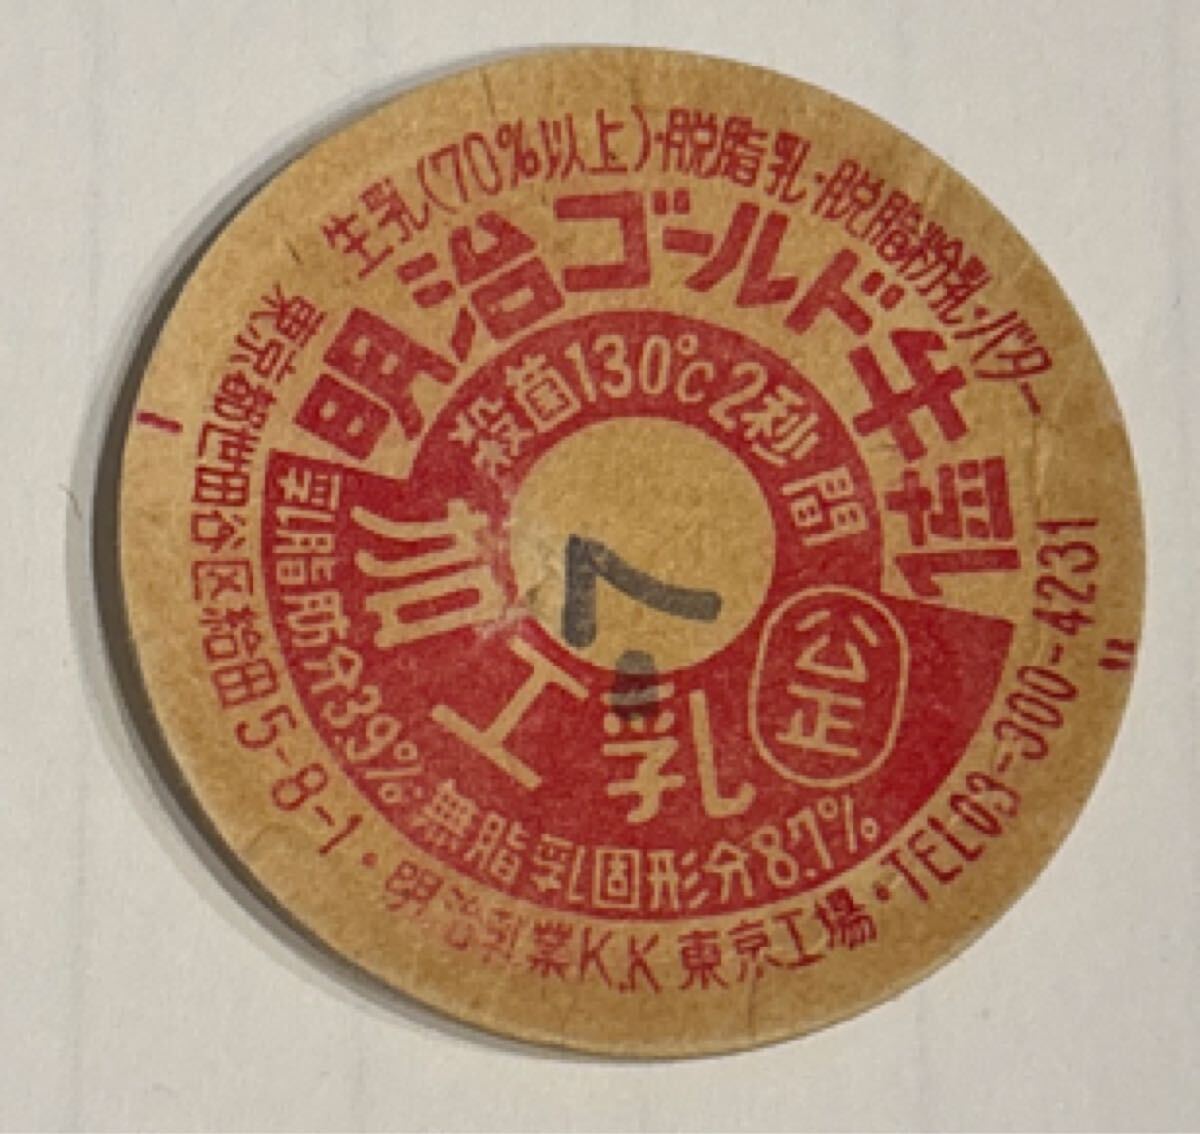 生乳(70%以上)・脱脂乳・脱脂粉乳・バター
明治ゴールド牛乳
殺菌130℃2秒間
加工乳
公正
乳脂肪分3.9%・無脂乳固形分8.7%
東京都世田谷区給田5-8-1・明治乳業K.K東京工場・TEL03-300-4231